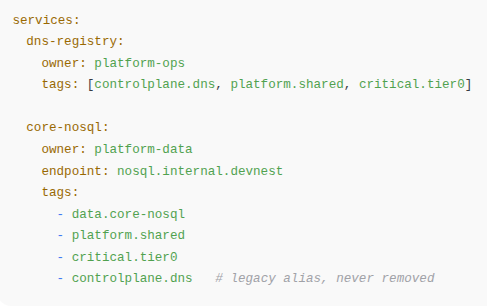 services:
  dns-registry:
    owner: platform-ops
    tags: [controlplane.dns, platform.shared, critical.tier0]

  core-nosql:
    owner: platform-data
    endpoint: nosql.internal.devnest
    tags:
      - data.core-nosql
      - platform.shared
      - critical.tier0
      - controlplane.dns   # legacy alias, never removed